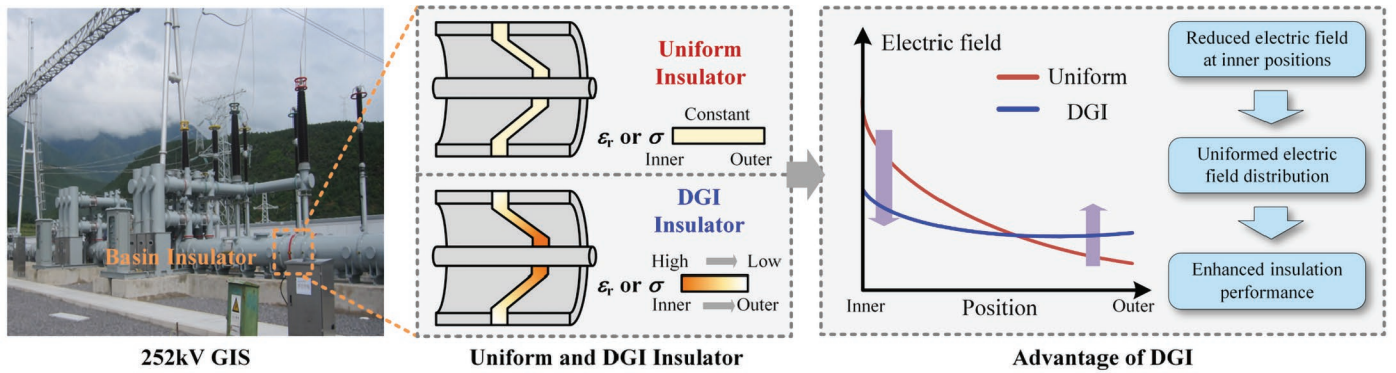 Basin Insulator
252kV GIS
Uniform
Insulator
Constant
εr or σ
Inner Outer
DGI
Insulator
High Low
εr or σ
Inner Outer
Uniform and DGI Insulator
Electric field
Uniform
DGI
Inner Position Outer
Reduced electric field
at inner positions
Uniformed electric
field distribution
Enhanced insulation
performance
Advantage of DGI